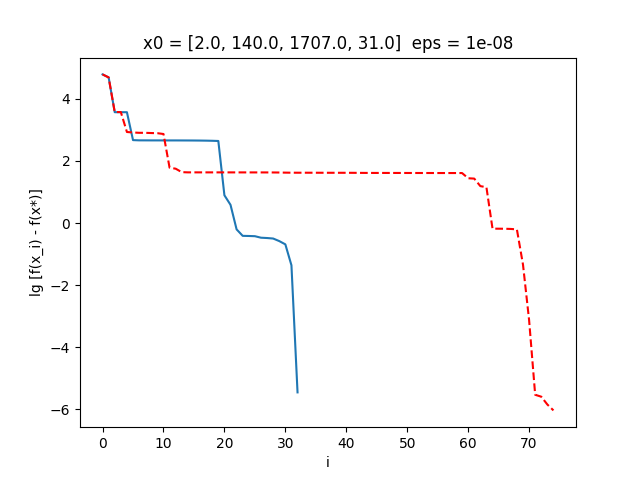 x0 = [2.0, 140.0, 1707.0, 31.0]  eps = 1e-08
lg [f(x_i) - f(x*)]
4
2
0
−2
−4
−6
0 10 20 30 40 50 60 70
i